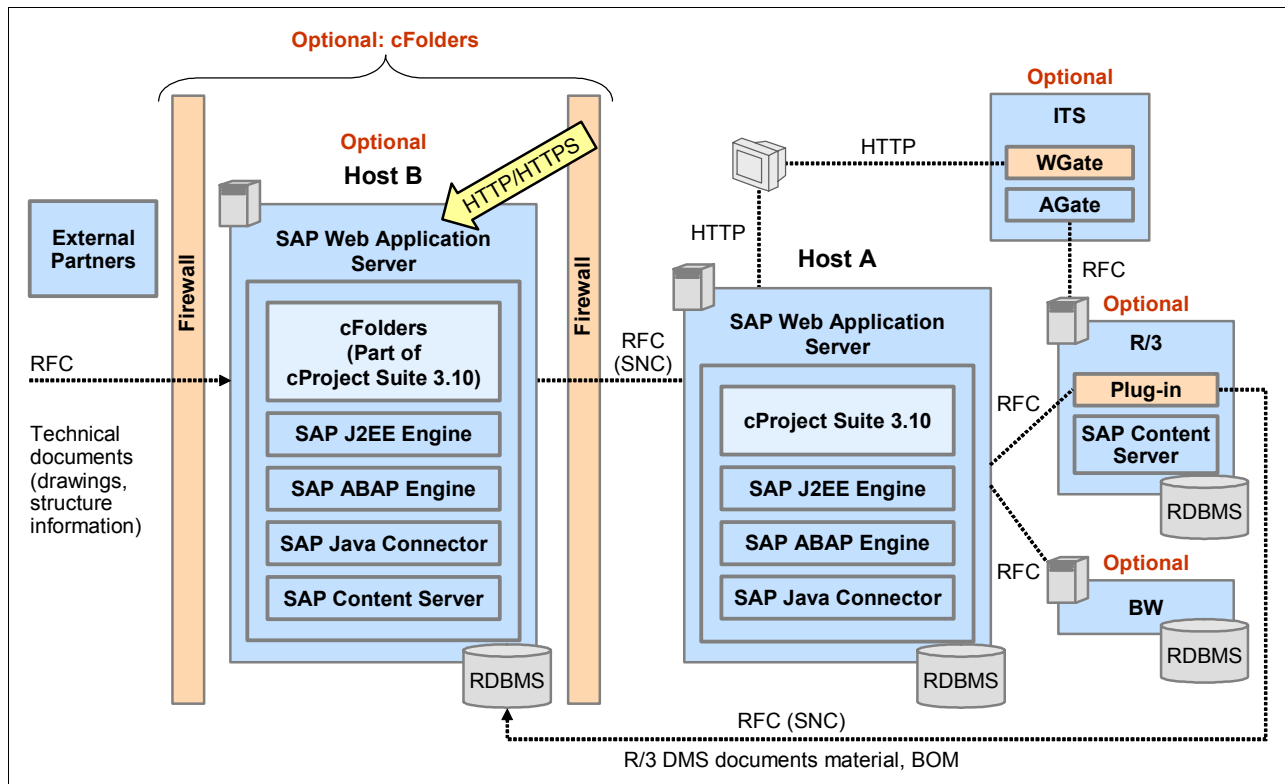 Optional: cFolders
Optional
Host B
HTTP/HTTPS
External
Partners
Firewall
SAP Web Application
Server
cFolders
(Part of
cProject Suite 3.10)
SAP J2EE Engine
SAP ABAP Engine
SAP Java Connector
SAP Content Server
RDBMS
Firewall
RFC
Technical
documents
(drawings,
structure
information)
RFC
(SNC)
HTTP
HTTP
Host A
SAP Web Application
Server
cProject Suite 3.10
SAP J2EE Engine
SAP ABAP Engine
SAP Java Connector
RDBMS
Optional
ITS
WGate
AGate
RFC
Optional
R/3
Plug-in
SAP Content
Server
RDBMS
RFC
RFC
Optional
BW
RFC (SNC)
R/3 DMS documents material, BOM